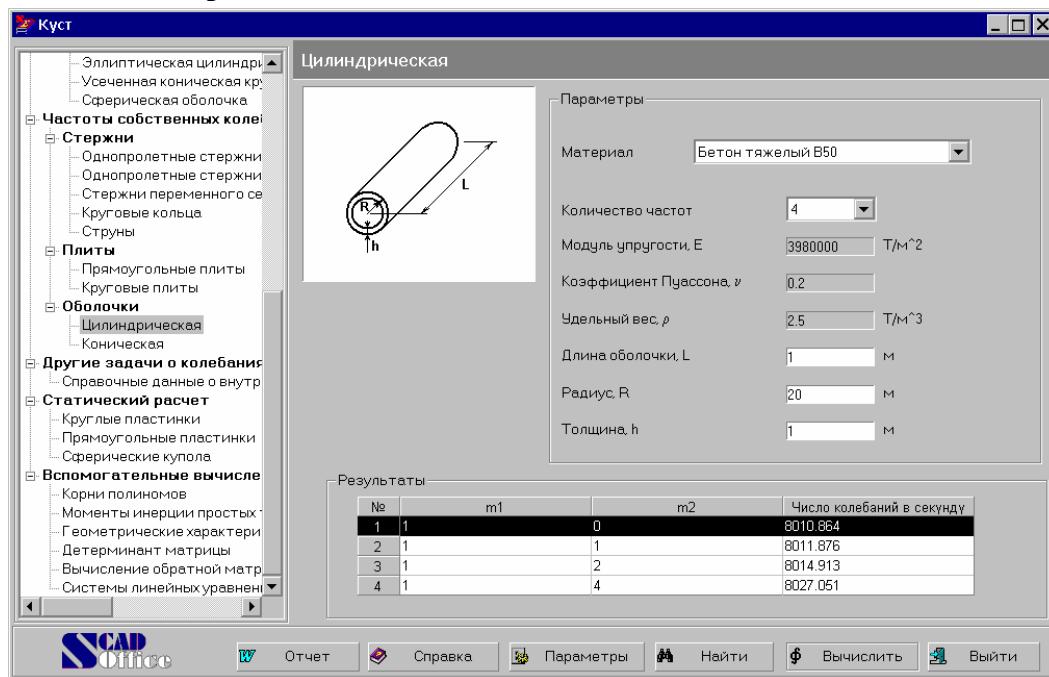 Куст
Эллиптическая цилиндри
Усеченная коническая кру
Сферическая оболочка
Частоты собственных колеб
Стержни
Однопролетные стержни
Однопролетные стержни
Стержни переменного се
Круговые кольца
Струны
Плиты
Прямоугольные плиты
Круговые плиты
Оболочки
Цилиндрическая
Коническая
Другие задачи о колебания
Справочные данные о внутр
Статический расчет
Круглые пластинки
Прямоугольные пластинки
Сферические купола
Вспомогательные вычисле
Корни полиномов
Моменты инерции простых
Геометрические характери
Детерминант матрицы
Вычисление обратной матр
Системы линейных уравнен
Цилиндрическая
R
L
h
Параметры
Материал Бетон тяжелый B50
Количество частот 4
Модуль упругости, E 3980000 Т/м^2
Коэффициент Пуассона, ν 0.2
Удельный вес, ρ 2.5 Т/м^3
Длина оболочки, L 1 м
Радиус, R 20 м
Толщина, h 1 м
Результаты
№ m1 m2 Число колебаний в секунду
1 1 0 8010.864
2 1 1 8011.876
3 1 2 8014.913
4 1 4 8027.051
SCAD Office
Отчет Справка Параметры Найти Вычислить Выйти